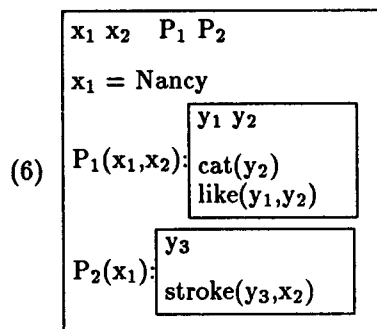 x₁ x₂ P₁ P₂
x₁ = Nancy
y₁ y₂
(6) P₁(x₁,x₂): cat(y₂)
like(y₁,y₂)
y₃
P₂(x₁): stroke(y₃,x₂)